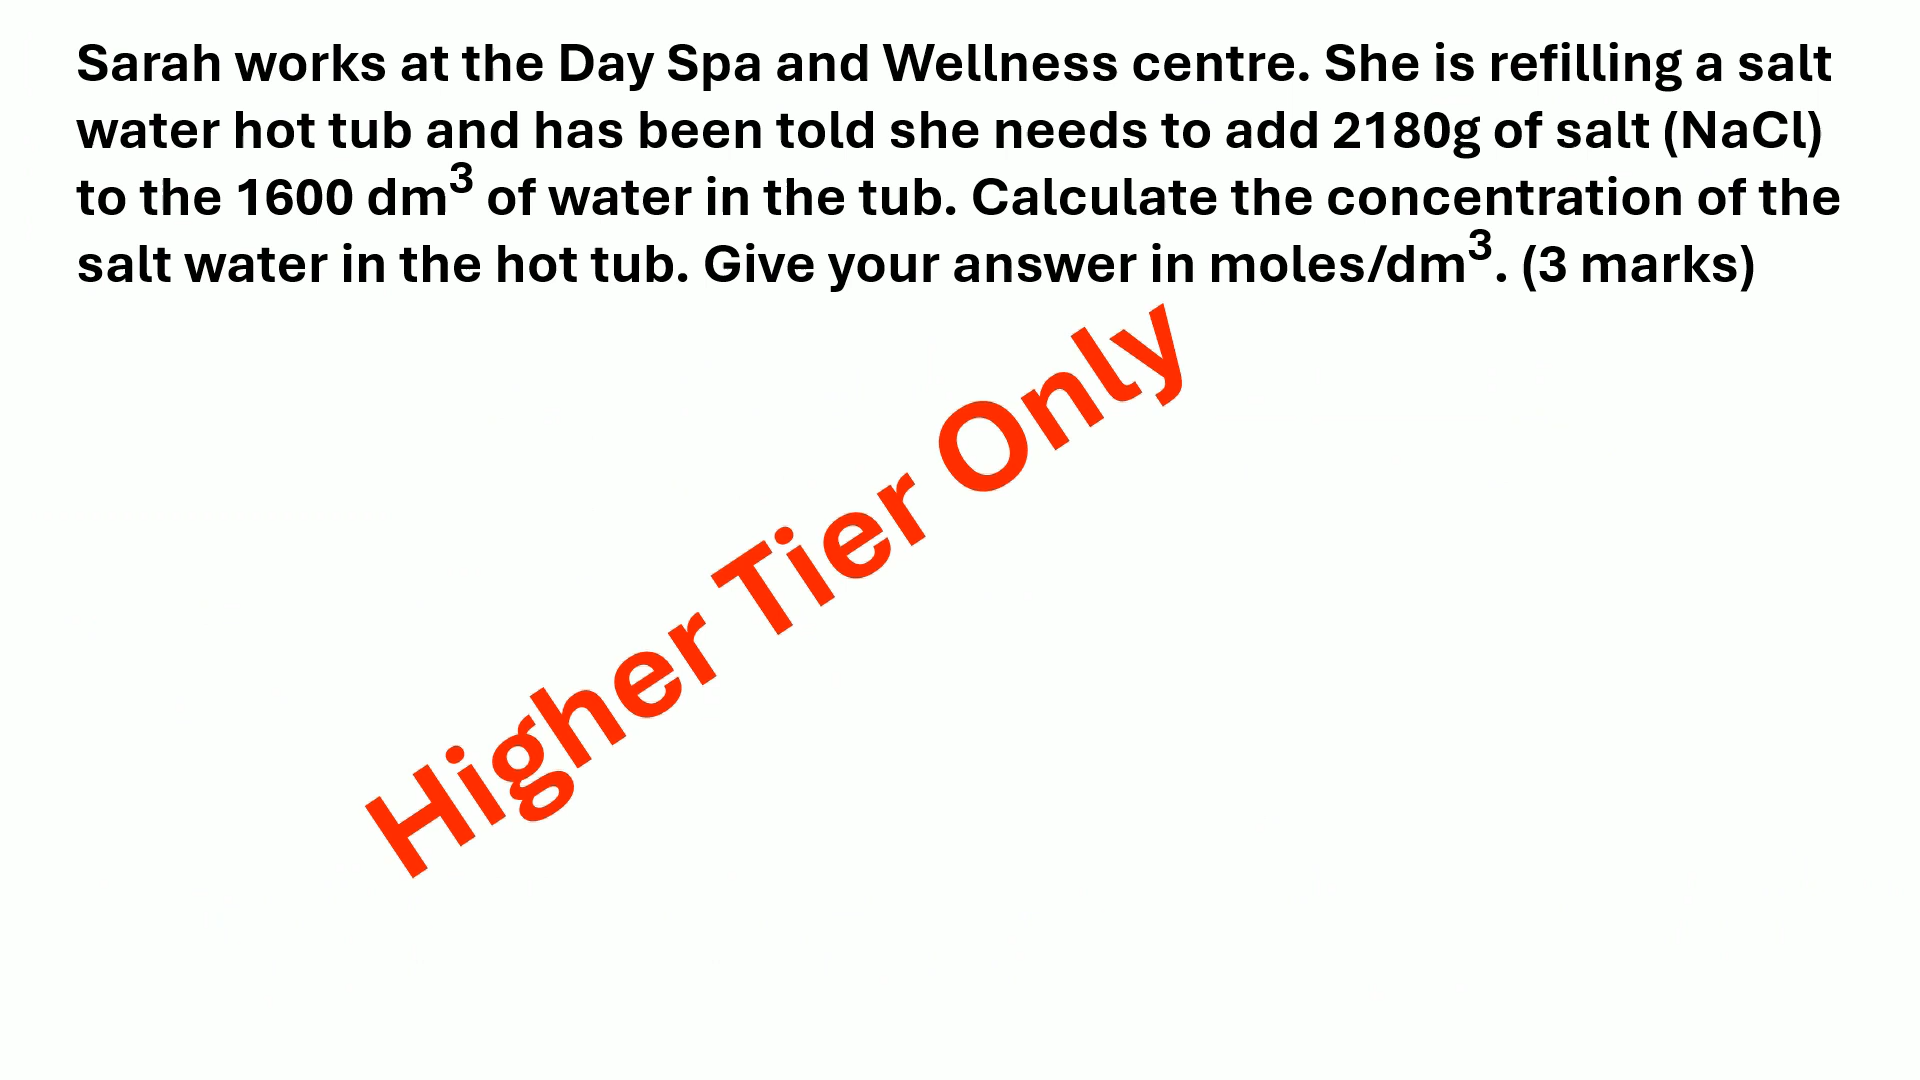 Sarah works at the Day Spa and Wellness centre. She is refilling a salt
water hot tub and has been told she needs to add 2180g of salt (NaCl)
to the 1600 dm³ of water in the tub. Calculate the concentration of the
salt water in the hot tub. Give your answer in moles/dm³. (3 marks)
Higher Tier Only